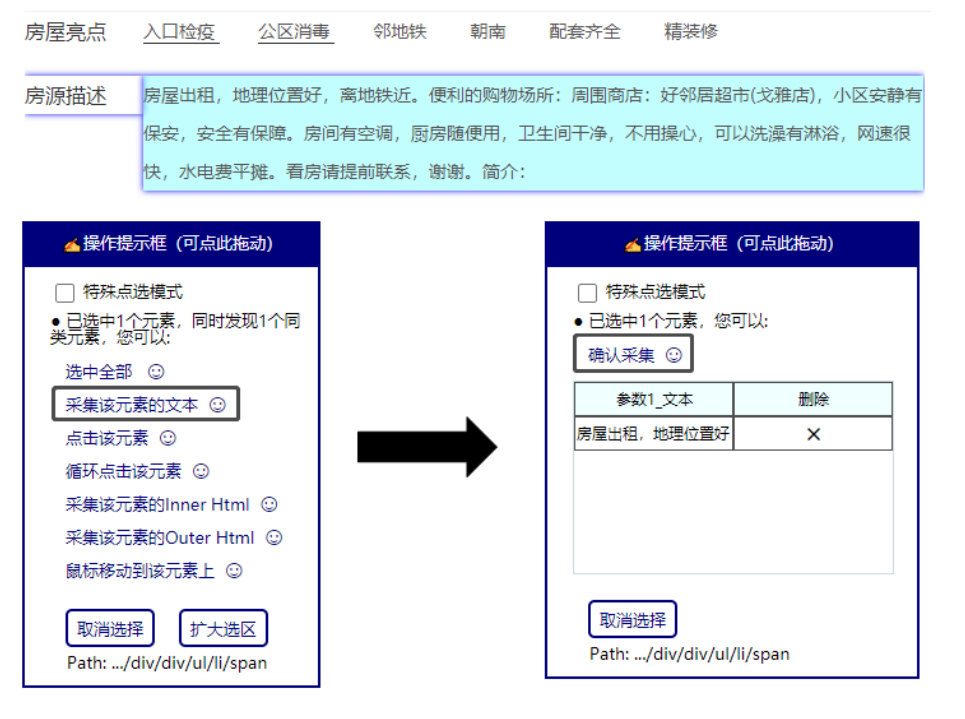 房屋亮点 入口检疫 公区消毒 邻地铁 朝南 配套齐全 精装修
房源描述 房屋出租，地理位置好，离地铁近。便利的购物场所：周围商店：好邻居超市(戈雅店)，小区安静有
保安，安全有保障。房间有空调，厨房随便用，卫生间干净，不用操心，可以洗澡有淋浴，网速很
快，水电费平摊。看房请提前联系，谢谢。简介：
✍操作提示框（可点此拖动）
特殊点选模式
● 已选中1个元素，同时发现1个同
类元素，您可以:
选中全部 ☺
采集该元素的文本 ☺
点击该元素 ☺
循环点击该元素 ☺
采集该元素的Inner Html ☺
采集该元素的Outer Html ☺
鼠标移动到该元素上 ☺
取消选择 扩大选区
Path: .../div/div/ul/li/span
✍操作提示框（可点此拖动）
特殊点选模式
● 已选中1个元素，您可以:
确认采集 ☺
参数1_文本 删除
房屋出租，地理位置好 ×
取消选择
Path: .../div/div/ul/li/span